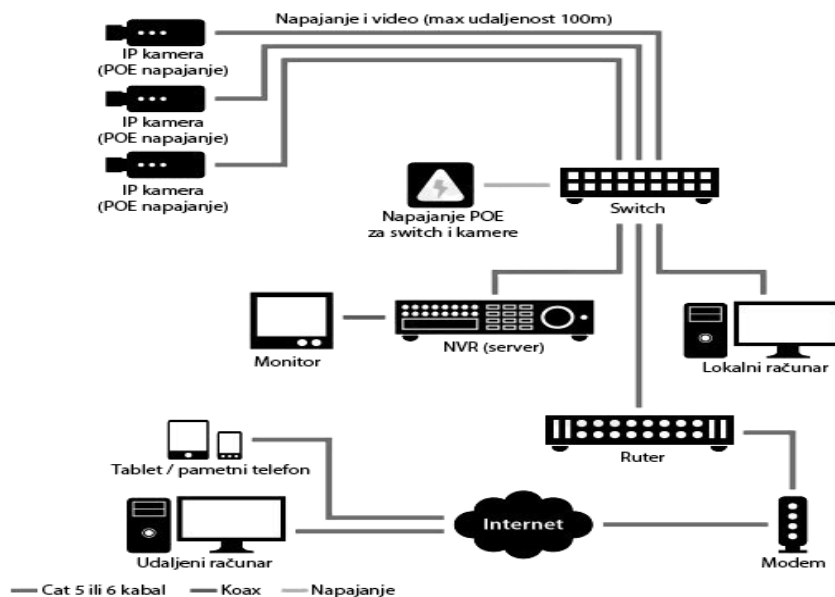 Napajanje i video (max udaljenost 100m)
IP kamera
(POE napajanje)
IP kamera
(POE napajanje)
IP kamera
(POE napajanje)
Napajanje POE
za switch i kamere
Switch
Monitor
NVR (server)
Lokalni računar
Tablet / pametni telefon
Ruter
Udaljeni računar
Internet
Modem
Cat 5 ili 6 kabal
Koax
Napajanje